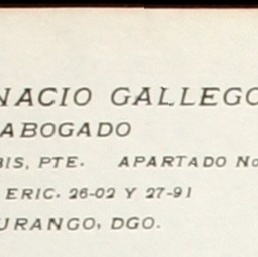 NACIO GALLEGO
ABOGADO
BIS, PTE. APARTADO No
ERIC. 26-02 Y 27-91
URANGO, DGO.